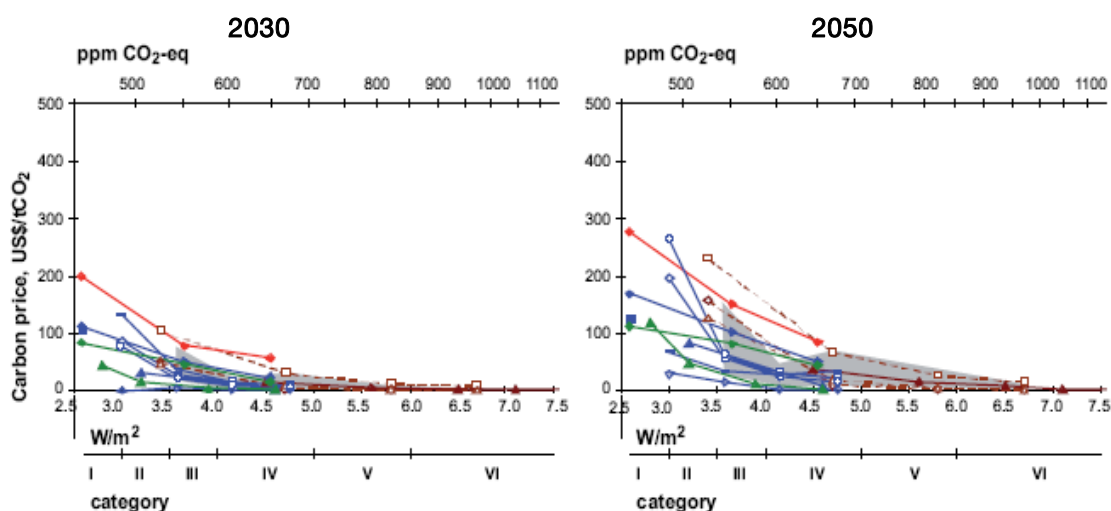 2030
ppm CO2-eq
500 600 700 800 900 1000 1100
Carbon price, US$/tCO2
500
400
300
200
100
0
2.5 3.0 3.5 4.0 4.5 5.0 5.5 6.0 6.5 7.0 7.5
W/m2
I II III IV V VI
category
2050
ppm CO2-eq
500 600 700 800 900 1000 1100
500
400
300
200
100
0
2.5 3.0 3.5 4.0 4.5 5.0 5.5 6.0 6.5 7.0 7.5
W/m2
I II III IV V VI
category